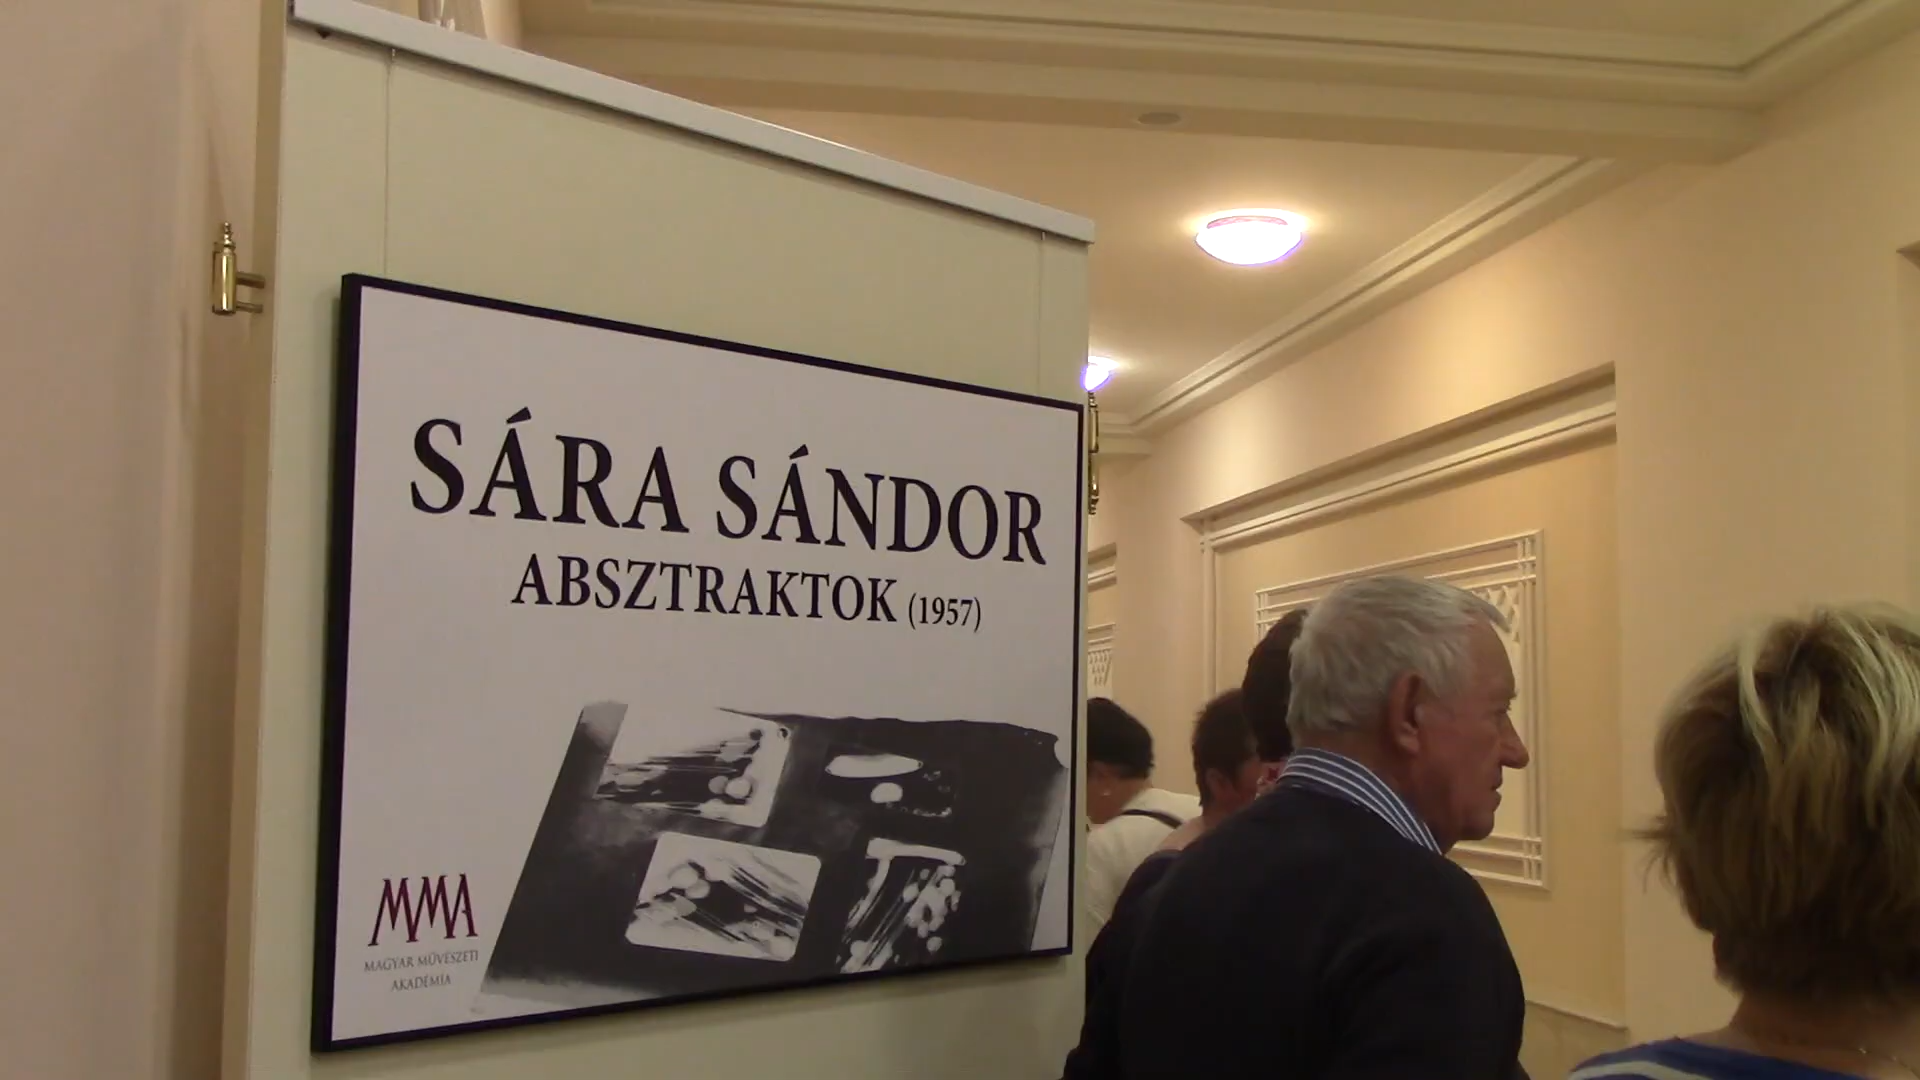 SÁRA SÁNDOR
ABSZTRAKTOK (1957)
MMA
MAGYAR MŰVÉSZETI
AKADÉMIA